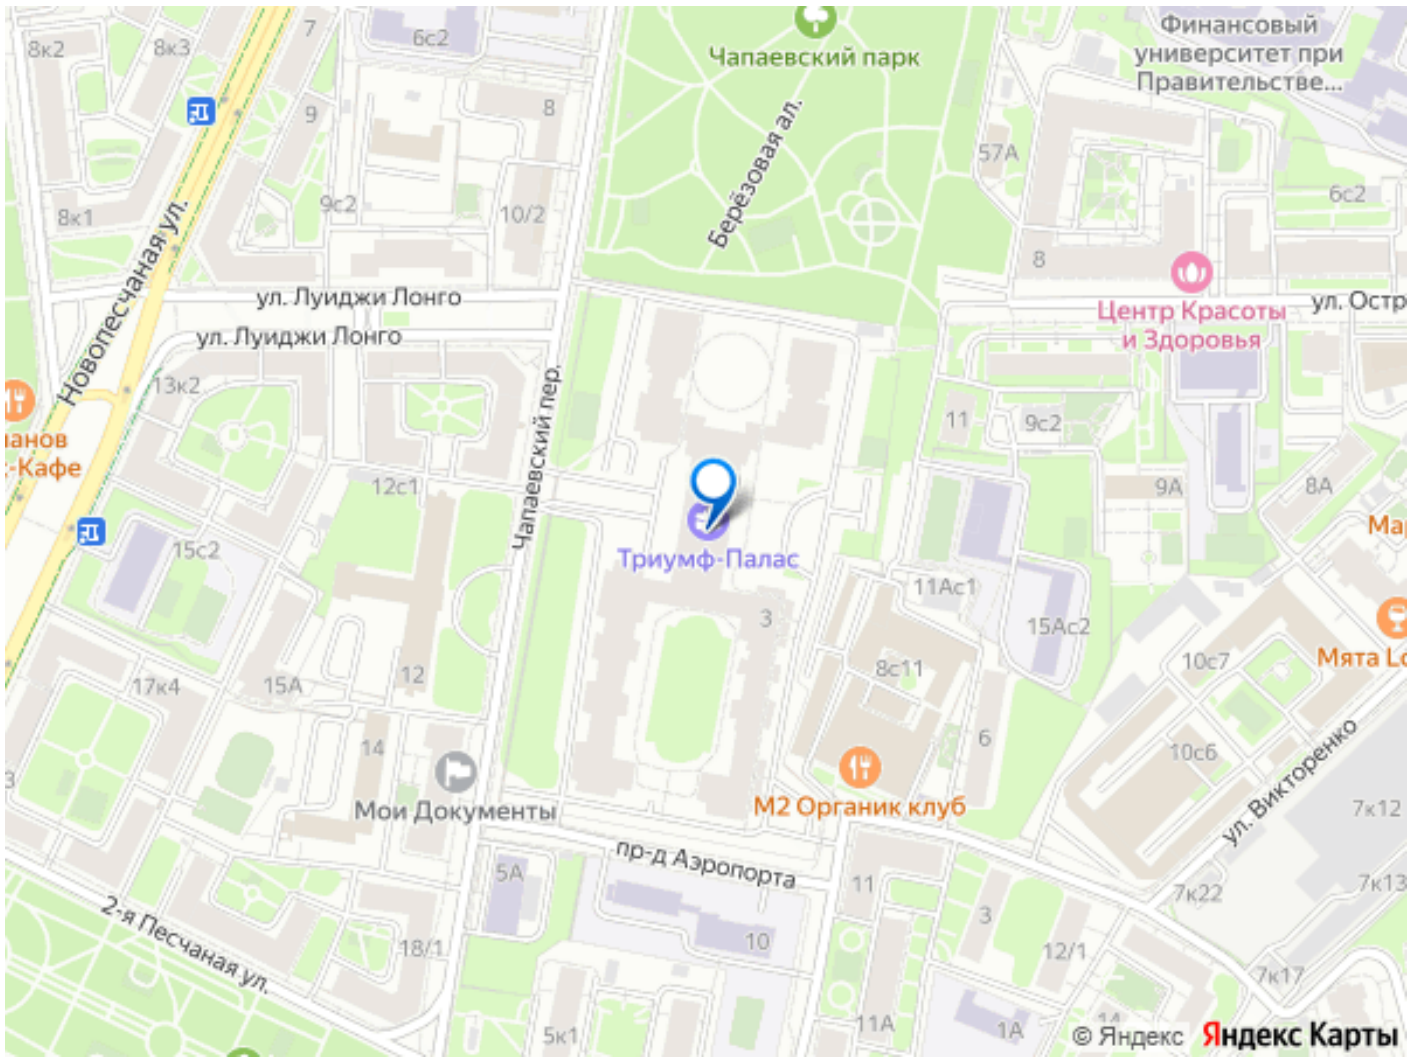 8к2
8к3
7
6с2
Чапаевский парк
Финансовый
университет при
Правительстве...
9
8
Берёзовая ал.
57А
8к1
9с2
10/2
6с2
Новопесчаная ул.
8
ул. Луиджи Лонго
ул. Луиджи Лонго
Центр Красоты
и Здоровья
ул. Остр
13к2
Чапаевский пер.
11
9с2
-Кафе
12с1
9А
8А
15с2
Триумф-Палас
Мар
11Ас1
3
15Ас2
8с11
10с7
Мята Lo
17к4
15А
12
14
6
10с6
ул. Викторенко
3
Мои Документы
М2 Органик клуб
7к12
пр-д Аэропорта
5А
11
7к22
7к13
2-я Песчаная ул.
18/1
10
3
12/1
7к17
5к1
11А
1А
14
© Яндекс Яндекс Карты